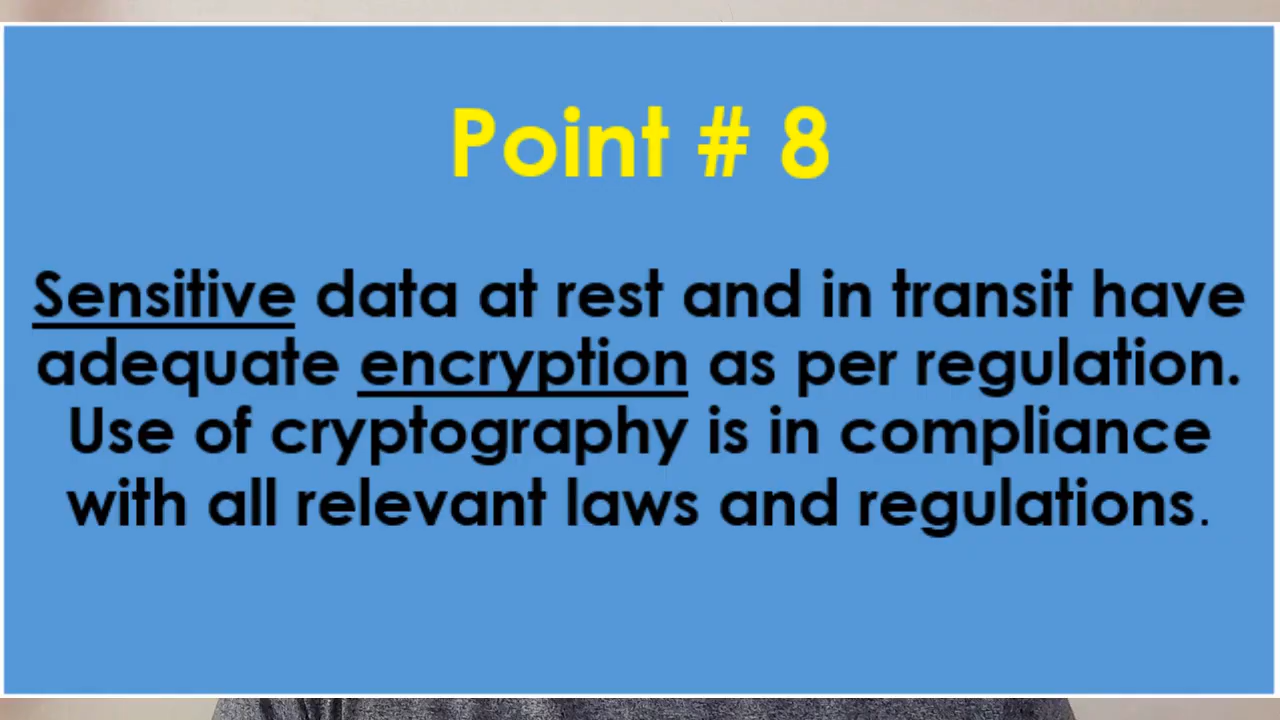 Point # 8
Sensitive data at rest and in transit have
adequate encryption as per regulation.
Use of cryptography is in compliance
with all relevant laws and regulations.